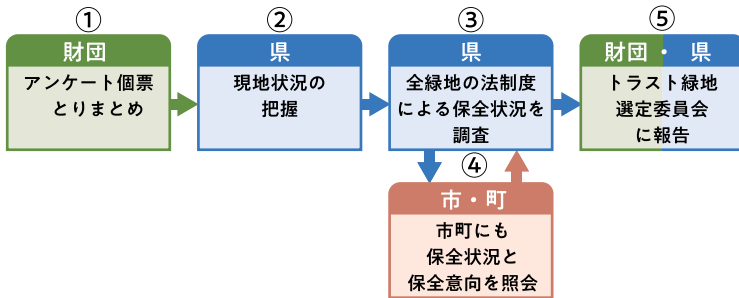 ①
財団
アンケート個票
とりまとめ
②
県
現地状況の
把握
③
県
全緑地の法制度
による保全状況を
調査
④
市・町
市町にも
保全状況と
保全意向を照会
⑤
財団・ 県
トラスト緑地
選定委員会
に報告